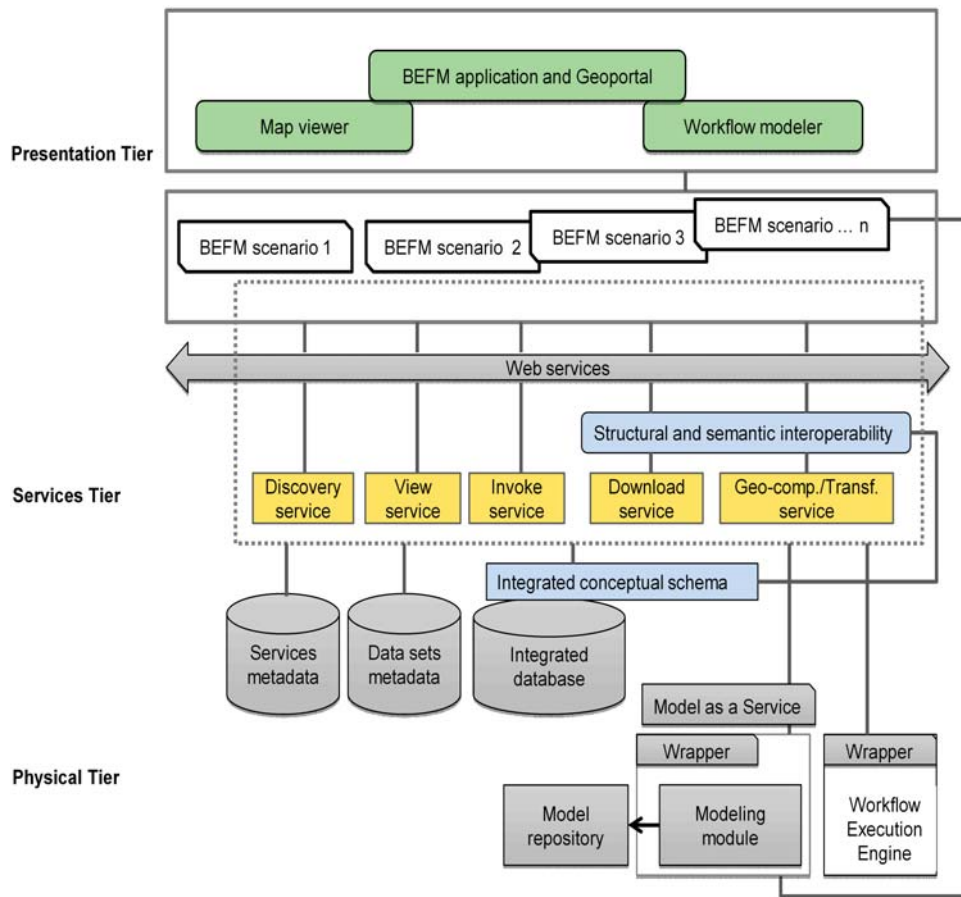 BEFM application and Geoportal
Map viewer
Workflow modeler
Presentation Tier
BEFM scenario 1
BEFM scenario 2
BEFM scenario 3
BEFM scenario ... n
Web services
Structural and semantic interoperability
Services Tier
Discovery
service
View
service
Invoke
service
Download
service
Geo-comp./Transf.
service
Integrated conceptual schema
Services
metadata
Data sets
metadata
Integrated
database
Model as a Service
Physical Tier
Wrapper
Wrapper
Model
repository
Modeling
module
Workflow
Execution
Engine